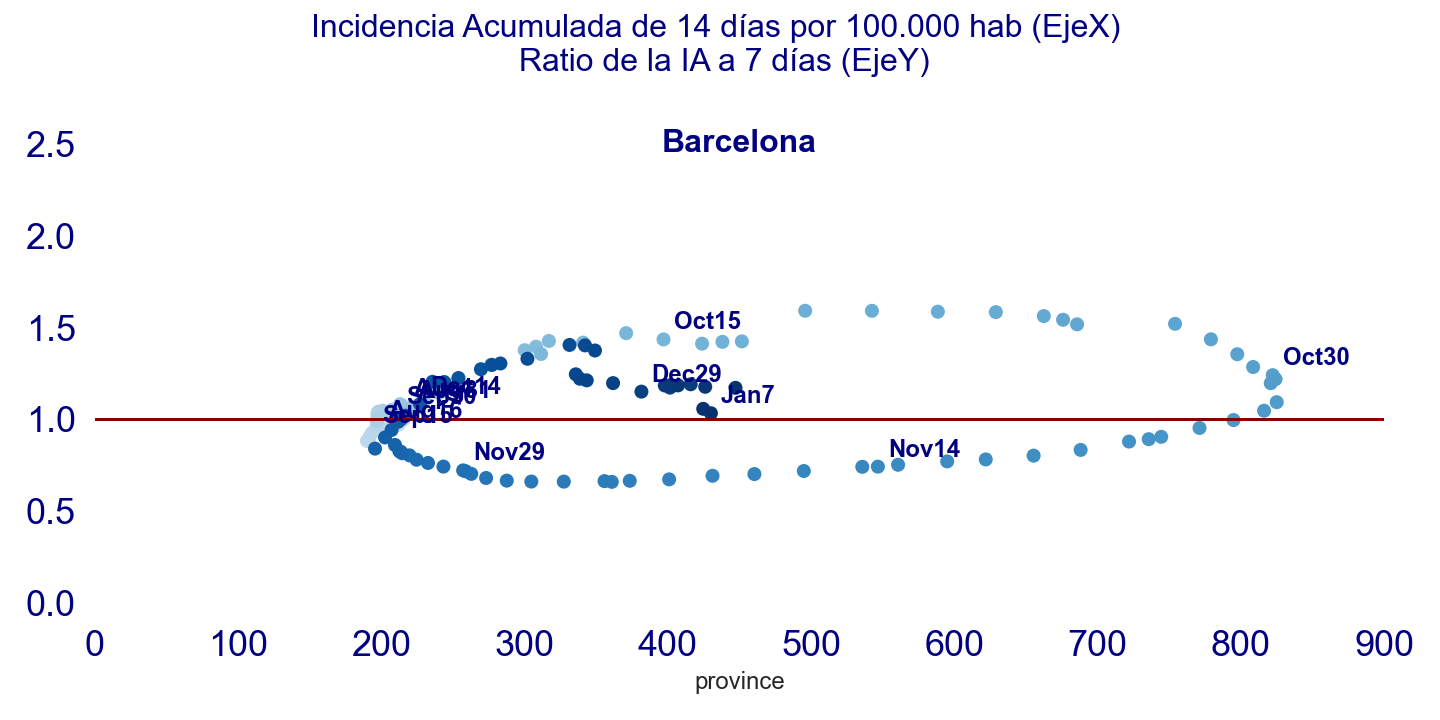 Incidencia Acumulada de 14 días por 100.000 hab (EjeX)
Ratio de la IA a 7 días (EjeY)
Barcelona
2.5
2.0
1.5
1.0
0.5
0.0
Oct15
Oct30
Dec29
Jan7
Nov29
Nov14
0 100 200 300 400 500 600 700 800 900
province